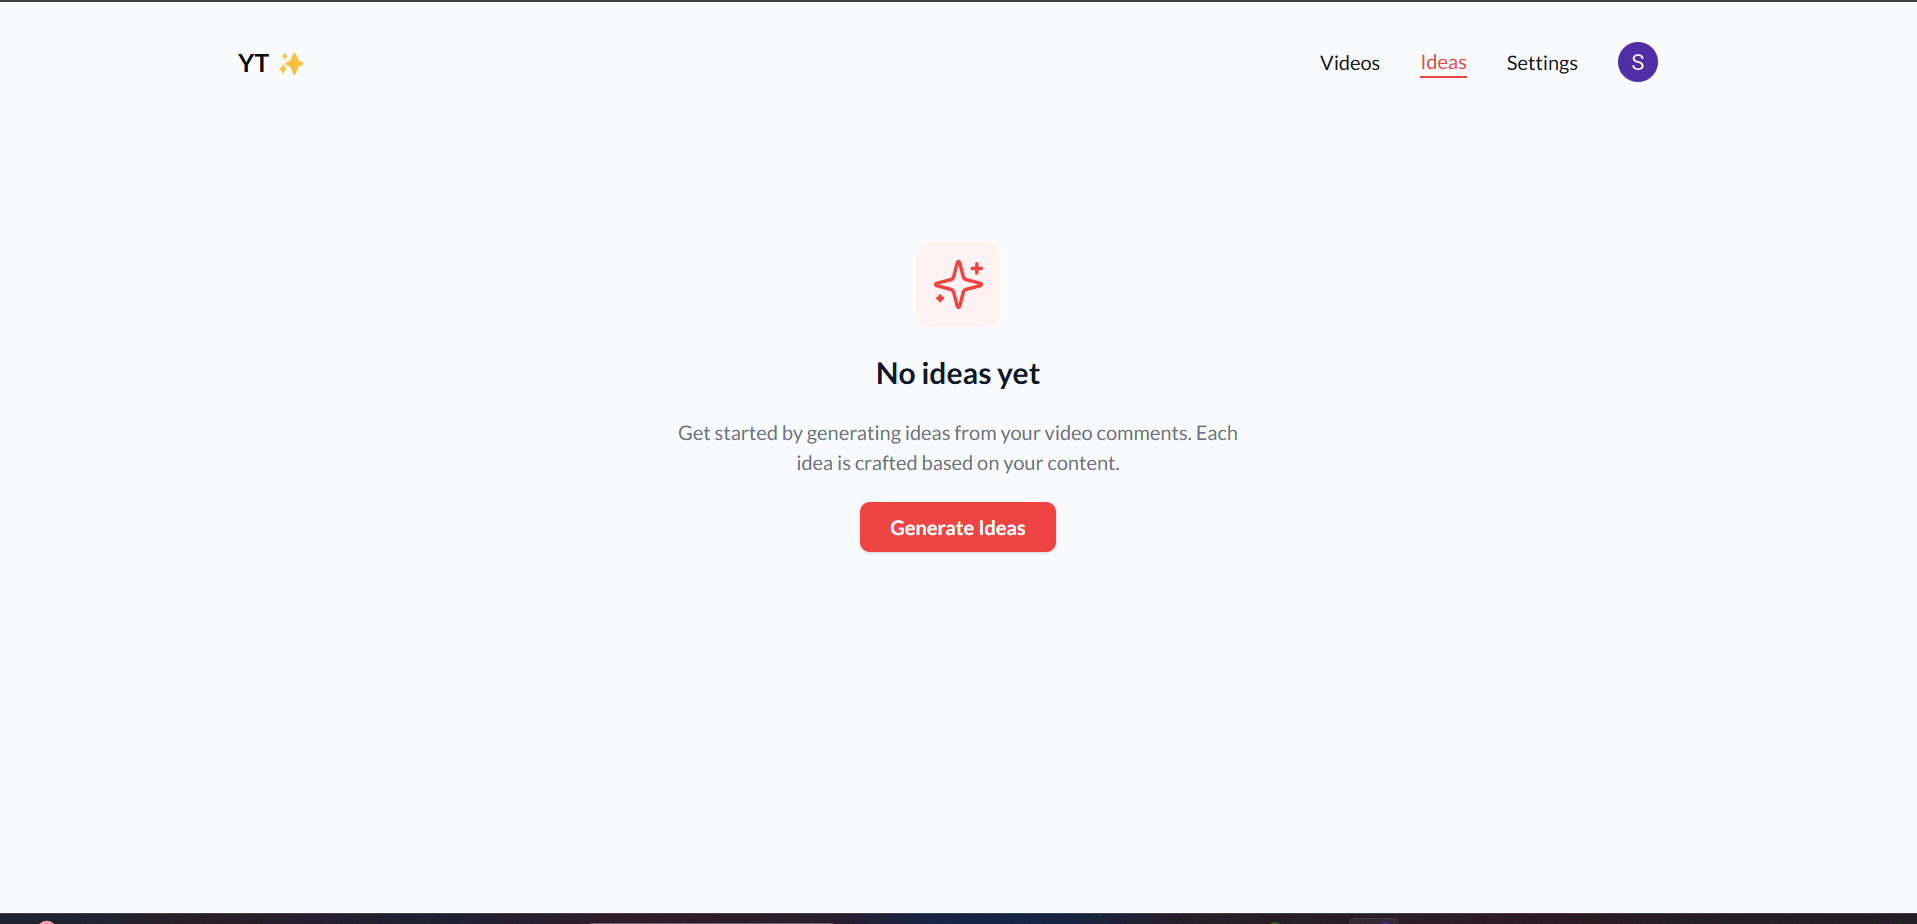 YT ✨
Videos
Ideas
Settings
S
No ideas yet
Get started by generating ideas from your video comments. Each
idea is crafted based on your content.
Generate Ideas